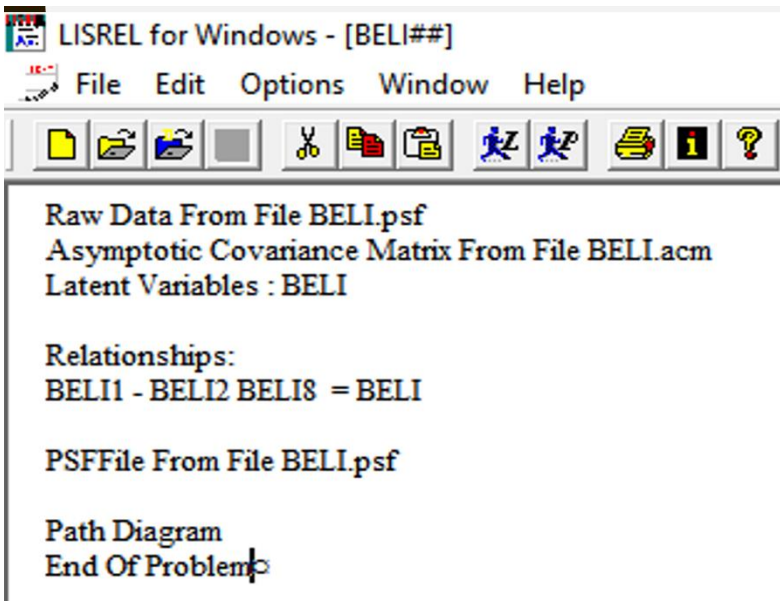 LISREL for Windows - [BELI##]
File Edit Options Window Help
Raw Data From File BELI.psf
Asymptotic Covariance Matrix From File BELI.acm
Latent Variables : BELI
Relationships:
BELI1 - BELI2 BELI8 = BELI
PSFFile From File BELI.psf
Path Diagram
End Of Problem